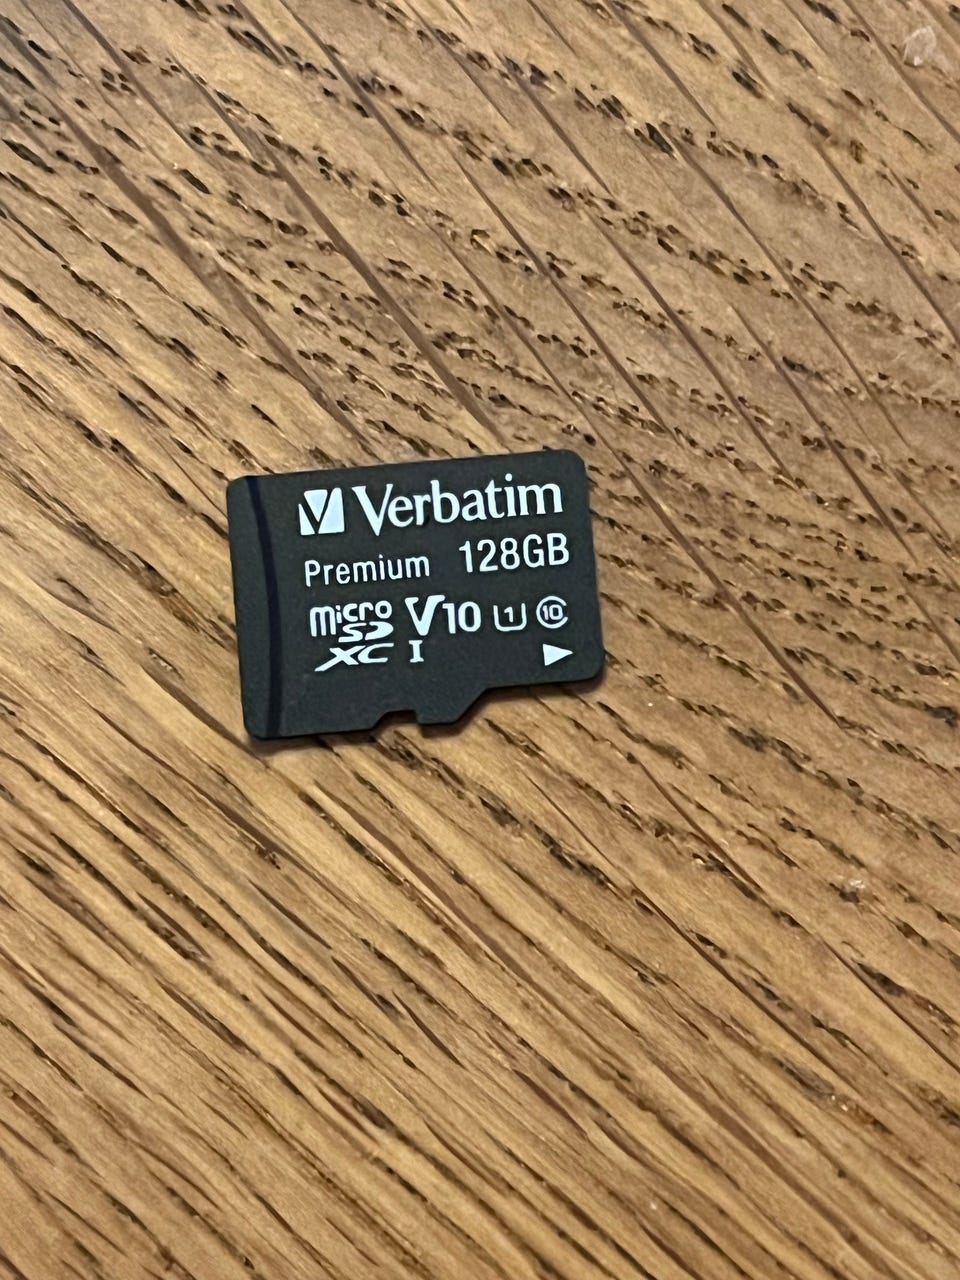 Verbatim
Premium 128GB
micro SD XC I V10 1 10